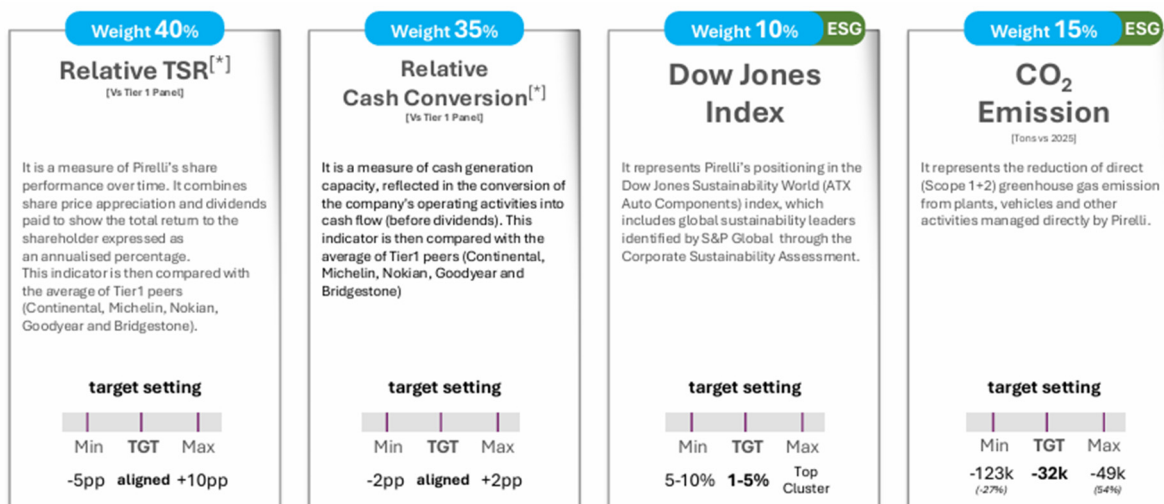 Weight 40%
Relative TSR[*]
[Vs Tier 1 Panel]
It is a measure of Pirelli's share
performance over time. It combines
share price appreciation and dividends
paid to show the total return to the
shareholder expressed as
an annualised percentage.
This indicator is then compared with
the average of Tier1 peers
(Continental, Michelin, Nokian,
Goodyear and Bridgestone).
target setting
Min TGT Max
-5pp aligned +10pp
Weight 35%
Relative
Cash Conversion[*]
[Vs Tier 1 Panel]
It is a measure of cash generation
capacity, reflected in the conversion of
the company's operating activities into
cash flow (before dividends). This
indicator is then compared with the
average of Tier1 peers (Continental,
Michelin, Nokian, Goodyear and
Bridgestone)
target setting
Min TGT Max
-2pp aligned +2pp
Weight 10% ESG
Dow Jones
Index
It represents Pirelli's positioning in the
Dow Jones Sustainability World (ATX
Auto Components) index, which
includes global sustainability leaders
identified by S&P Global through the
Corporate Sustainability Assessment.
target setting
Min TGT Max
5-10% 1-5% Top
Cluster
Weight 15% ESG
CO2
Emission
[Tons vs 2025]
It represents the reduction of direct
(Scope 1+2) greenhouse gas emission
from plants, vehicles and other
activities managed directly by Pirelli.
target setting
Min TGT Max
-123k -32k -49k
(-27%) (54%)